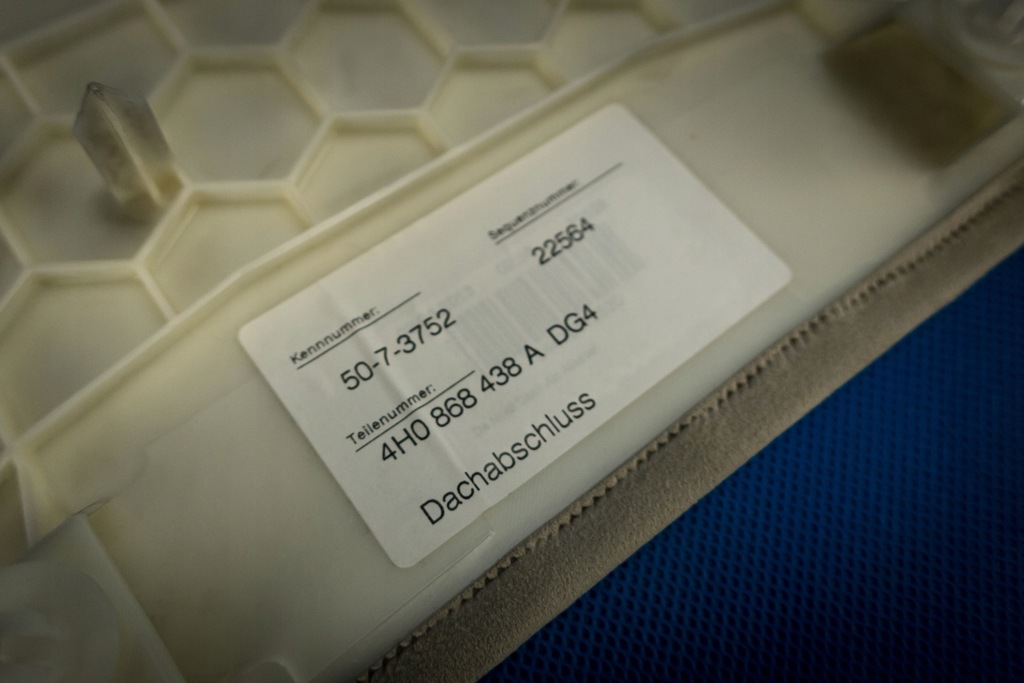 Sequenznummer:
22564
Kennnummer:
50-7-3752
Teilenummer:
4H0 868 438 A DG4
Dachabschluss